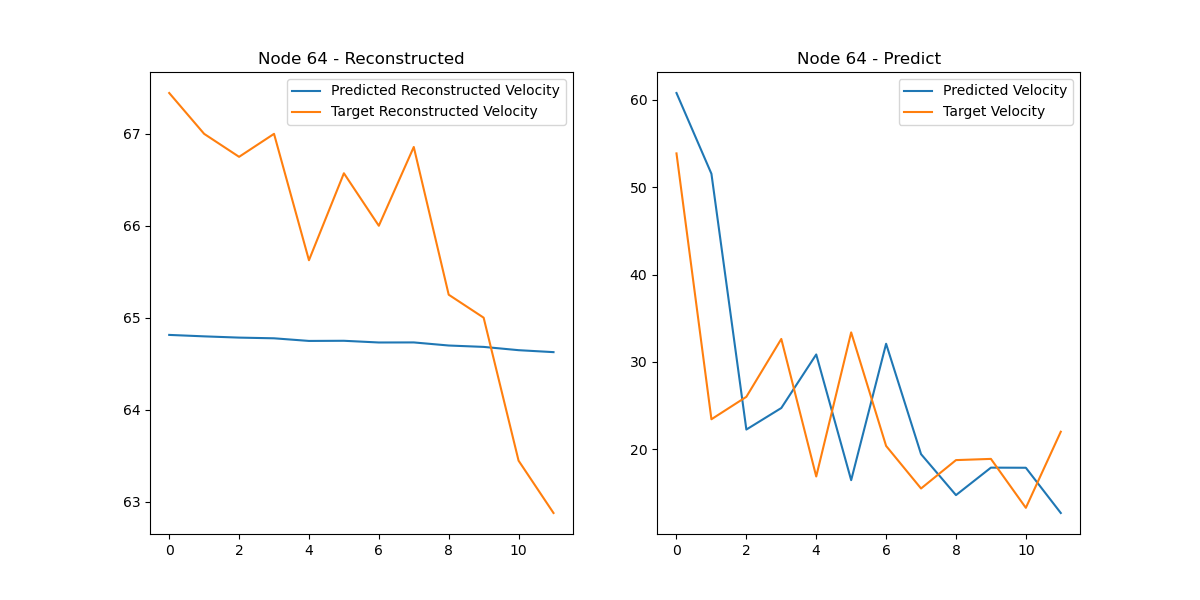 Node 64 - Reconstructed
Predicted Reconstructed Velocity
Target Reconstructed Velocity
67
66
65
64
63
0 2 4 6 8 10
Node 64 - Predict
Predicted Velocity
Target Velocity
60
50
40
30
20
0 2 4 6 8 10